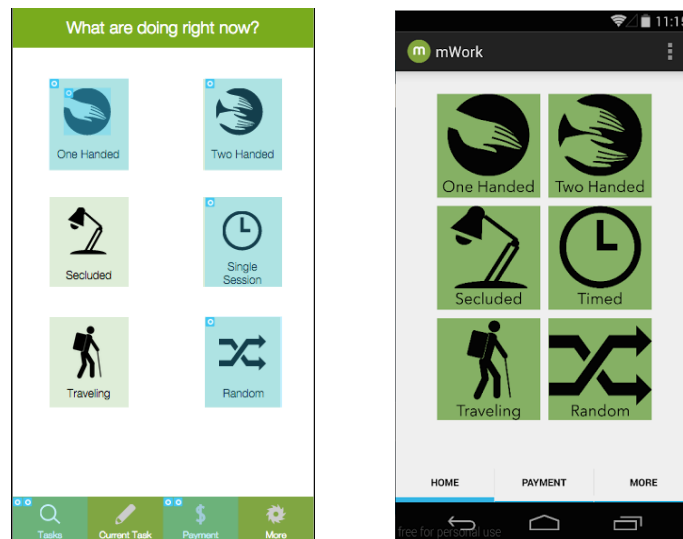 What are doing right now?
One Handed
Two Handed
Secluded
Single
Session
Traveling
Random
Tasks
Current Task
Payment
More
11:15
m mWork
One Handed
Two Handed
Secluded
Timed
Traveling
Random
HOME
PAYMENT
MORE
free for personal use